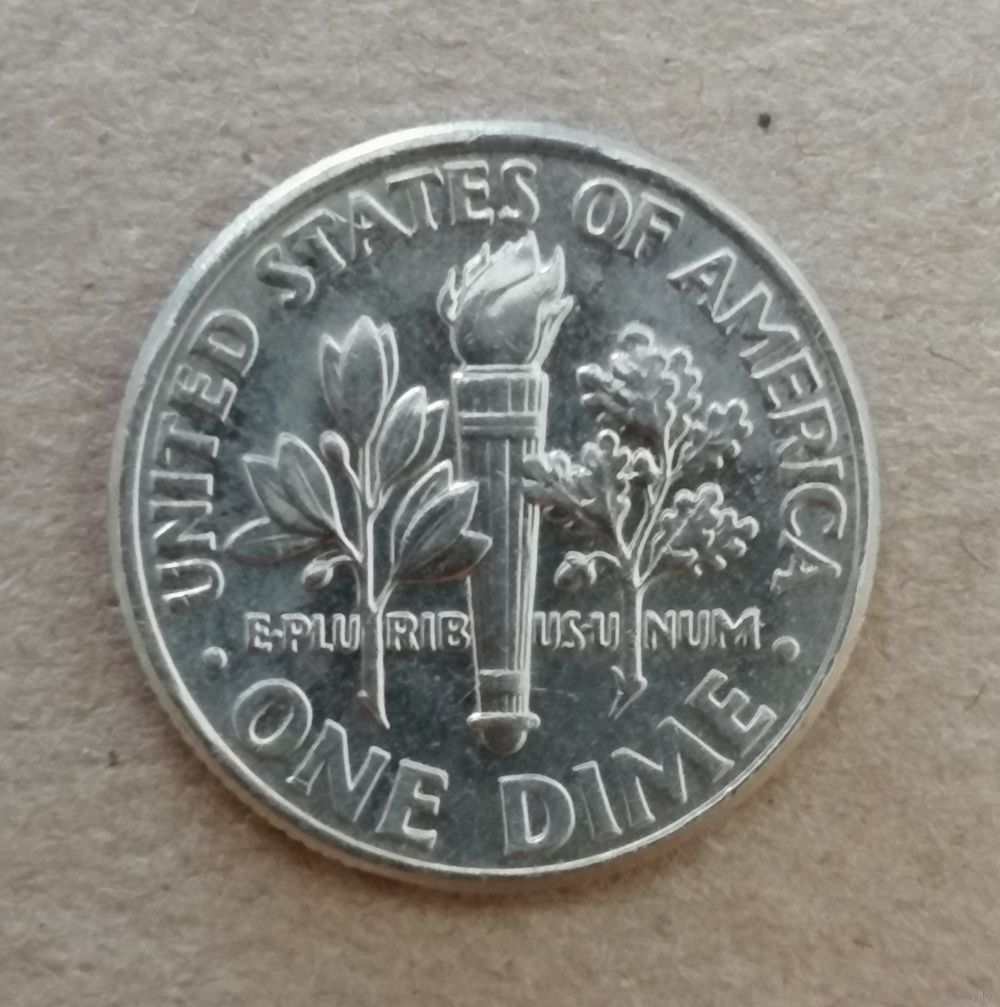 UNITED STATES OF AMERICA
E·PLURIBUS·UNUM
· ONE DIME ·